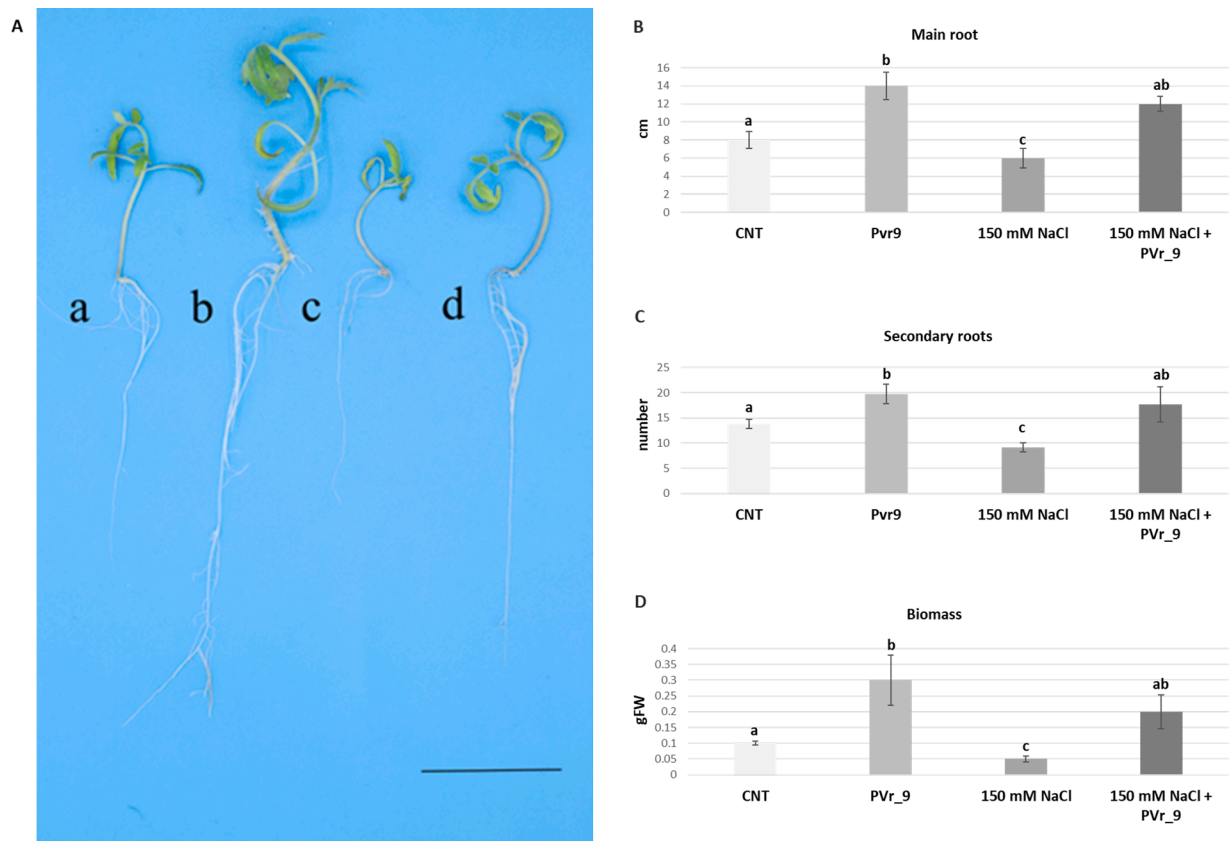 A
a
b
c
d
B
Main root
cm
16
14
12
10
8
6
4
2
0
a
b
c
ab
CNT
Pvr9
150 mM NaCl
150 mM NaCl +
PVr_9
C
Secondary roots
number
25
20
15
10
5
0
a
b
c
ab
CNT
Pvr9
150 mM NaCl
150 mM NaCl +
PVr_9
D
Biomass
gFW
0.4
0.35
0.3
0.25
0.2
0.15
0.1
0.05
0
a
b
c
ab
CNT
PVr_9
150 mM NaCl
150 mM NaCl +
PVr_9